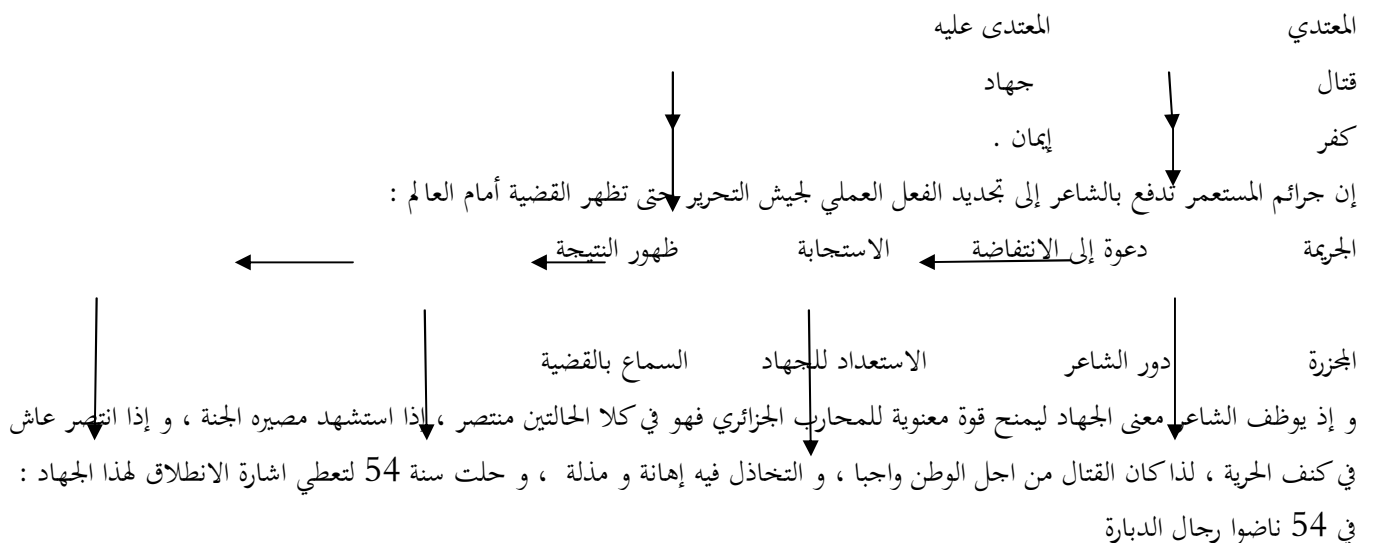 المعتدي المعتدى عليه
قتال جهاد
كفر إيمان .
إن جرائم المستعمر تدفع بالشاعر إلى تجديد الفعل العملي لجيش التحرير حتى تظهر القضية أمام العالم :
الجريمة دعوة إلى الانتفاضة الاستجابة ظهور النتيجة
المجزرة دور الشاعر الاستعداد للجهاد السماع بالقضية
و إذ يوظف الشاعر معنى الجهاد ليمنح قوة معنوية للمحارب الجزائري فهو في كلا الحالتين منتصر ، إذا استشهد مصيره الجنة ، و إذا انتصر عاش
في كنف الحرية ، لذا كان القتال من اجل الوطن واجبا ، و التخاذل فيه إهانة و مذلة ، و حلت سنة 54 لتعطي اشارة الانطلاق لهذا الجهاد :
في 54 ناضوا رجال الدبارة